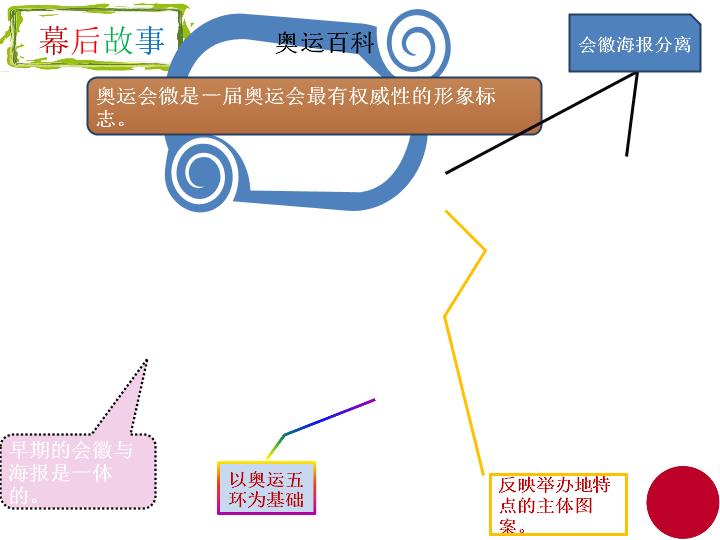 幕后故事
奥运百科
会徽海报分离
奥运会微是一届奥运会最有权威性的形象标
志。
早期的会徽与
海报是一体
的。
以奥运五
环为基础
反映举办地特
点的主体图
案。